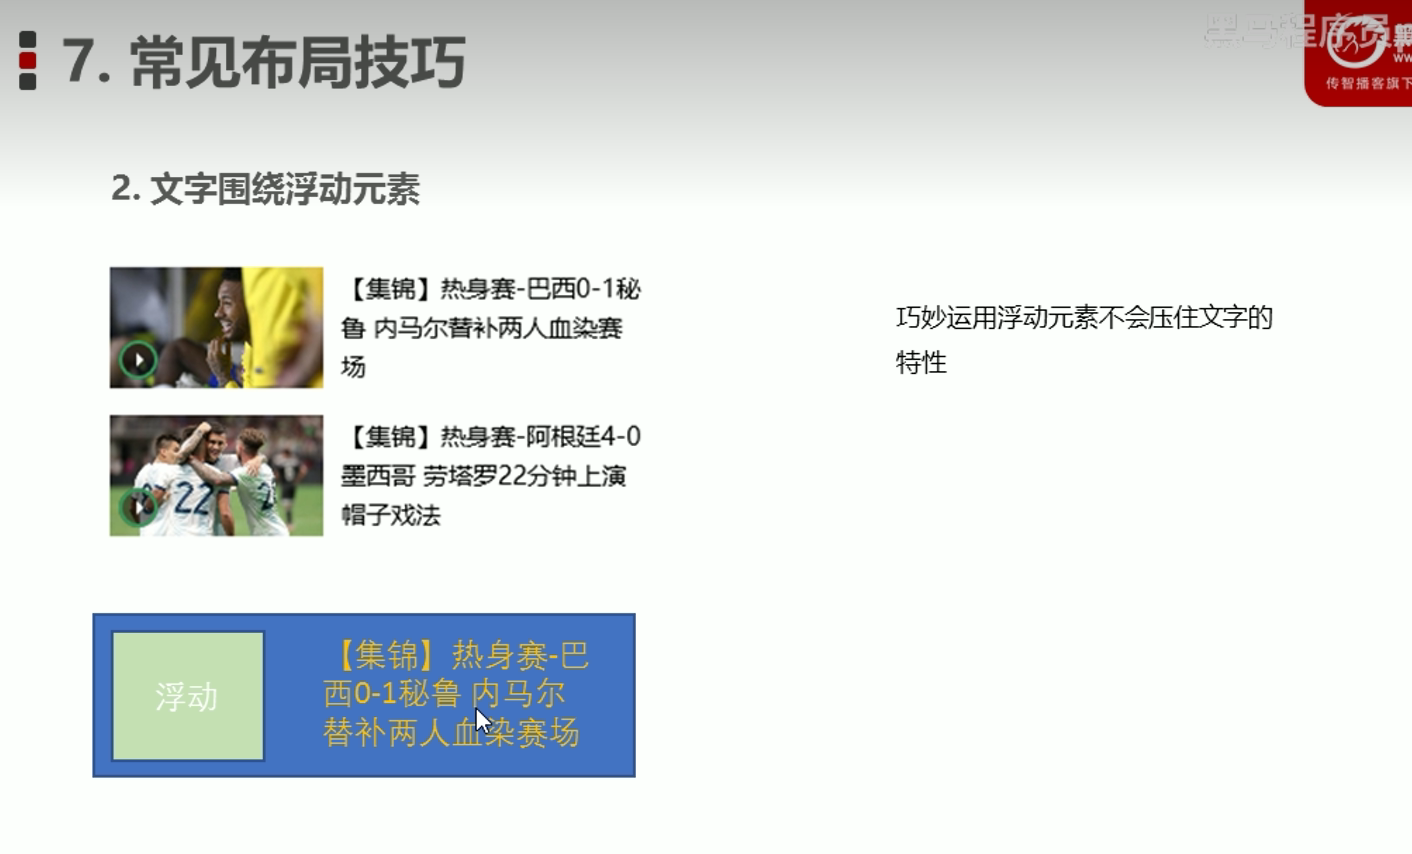 黑马程序员
7. 常见布局技巧
传智播客旗下
2. 文字围绕浮动元素
【集锦】热身赛-巴西0-1秘
鲁 内马尔替补两人血染赛
场
巧妙运用浮动元素不会压住文字的
特性
22
【集锦】热身赛-阿根廷4-0
墨西哥 劳塔罗22分钟上演
帽子戏法
浮动
【集锦】热身赛-巴
西0-1秘鲁 内马尔
替补两人血染赛场